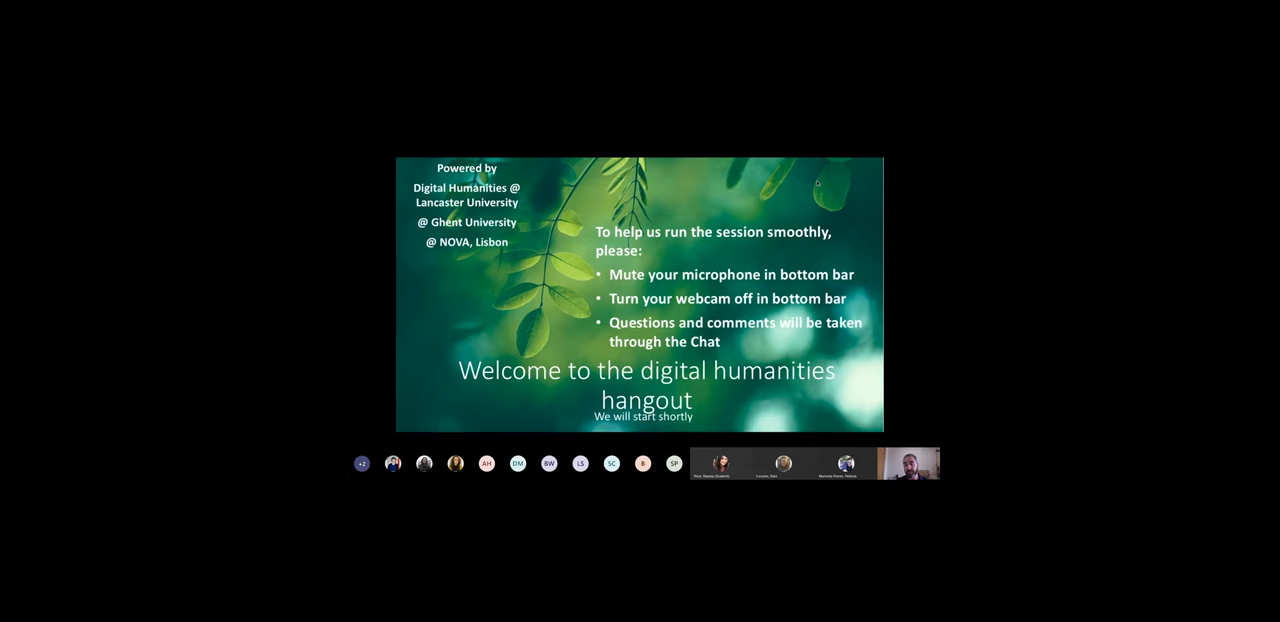 Powered by
Digital Humanities @
Lancaster University
@ Ghent University
@ NOVA, Lisbon
To help us run the session smoothly,
please:
• Mute your microphone in bottom bar
• Turn your webcam off in bottom bar
• Questions and comments will be taken
through the Chat
Welcome to the digital humanities
hangout
We will start shortly
+2
AH
DM
BW
LS
SC
B
SP